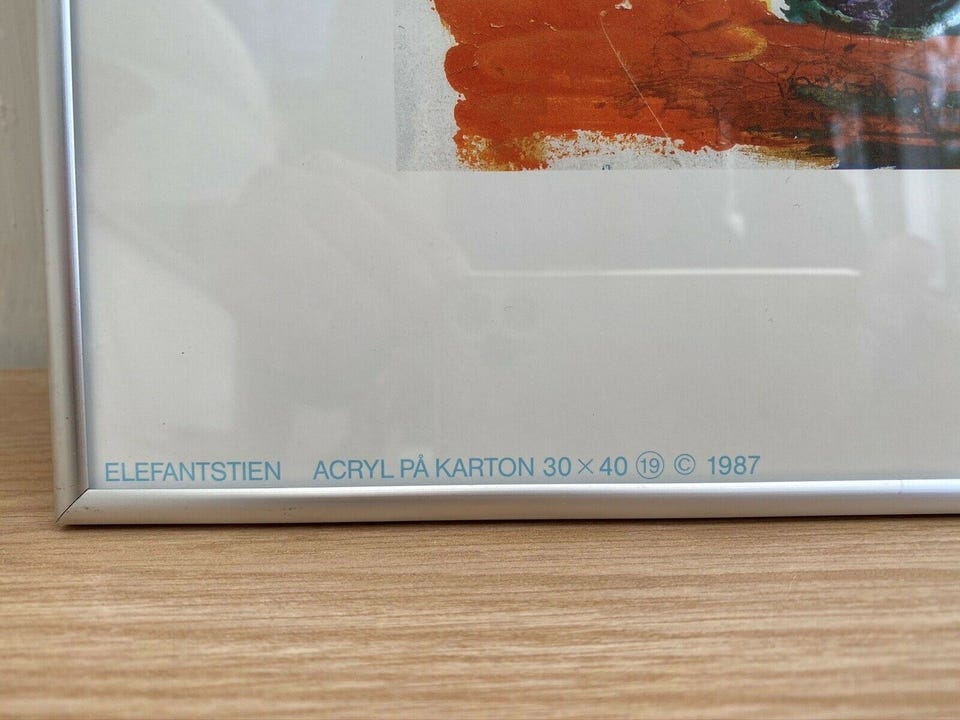 ELEFANTSTIEN ACRYL PÅ KARTON 30 × 40 ⑲ © 1987